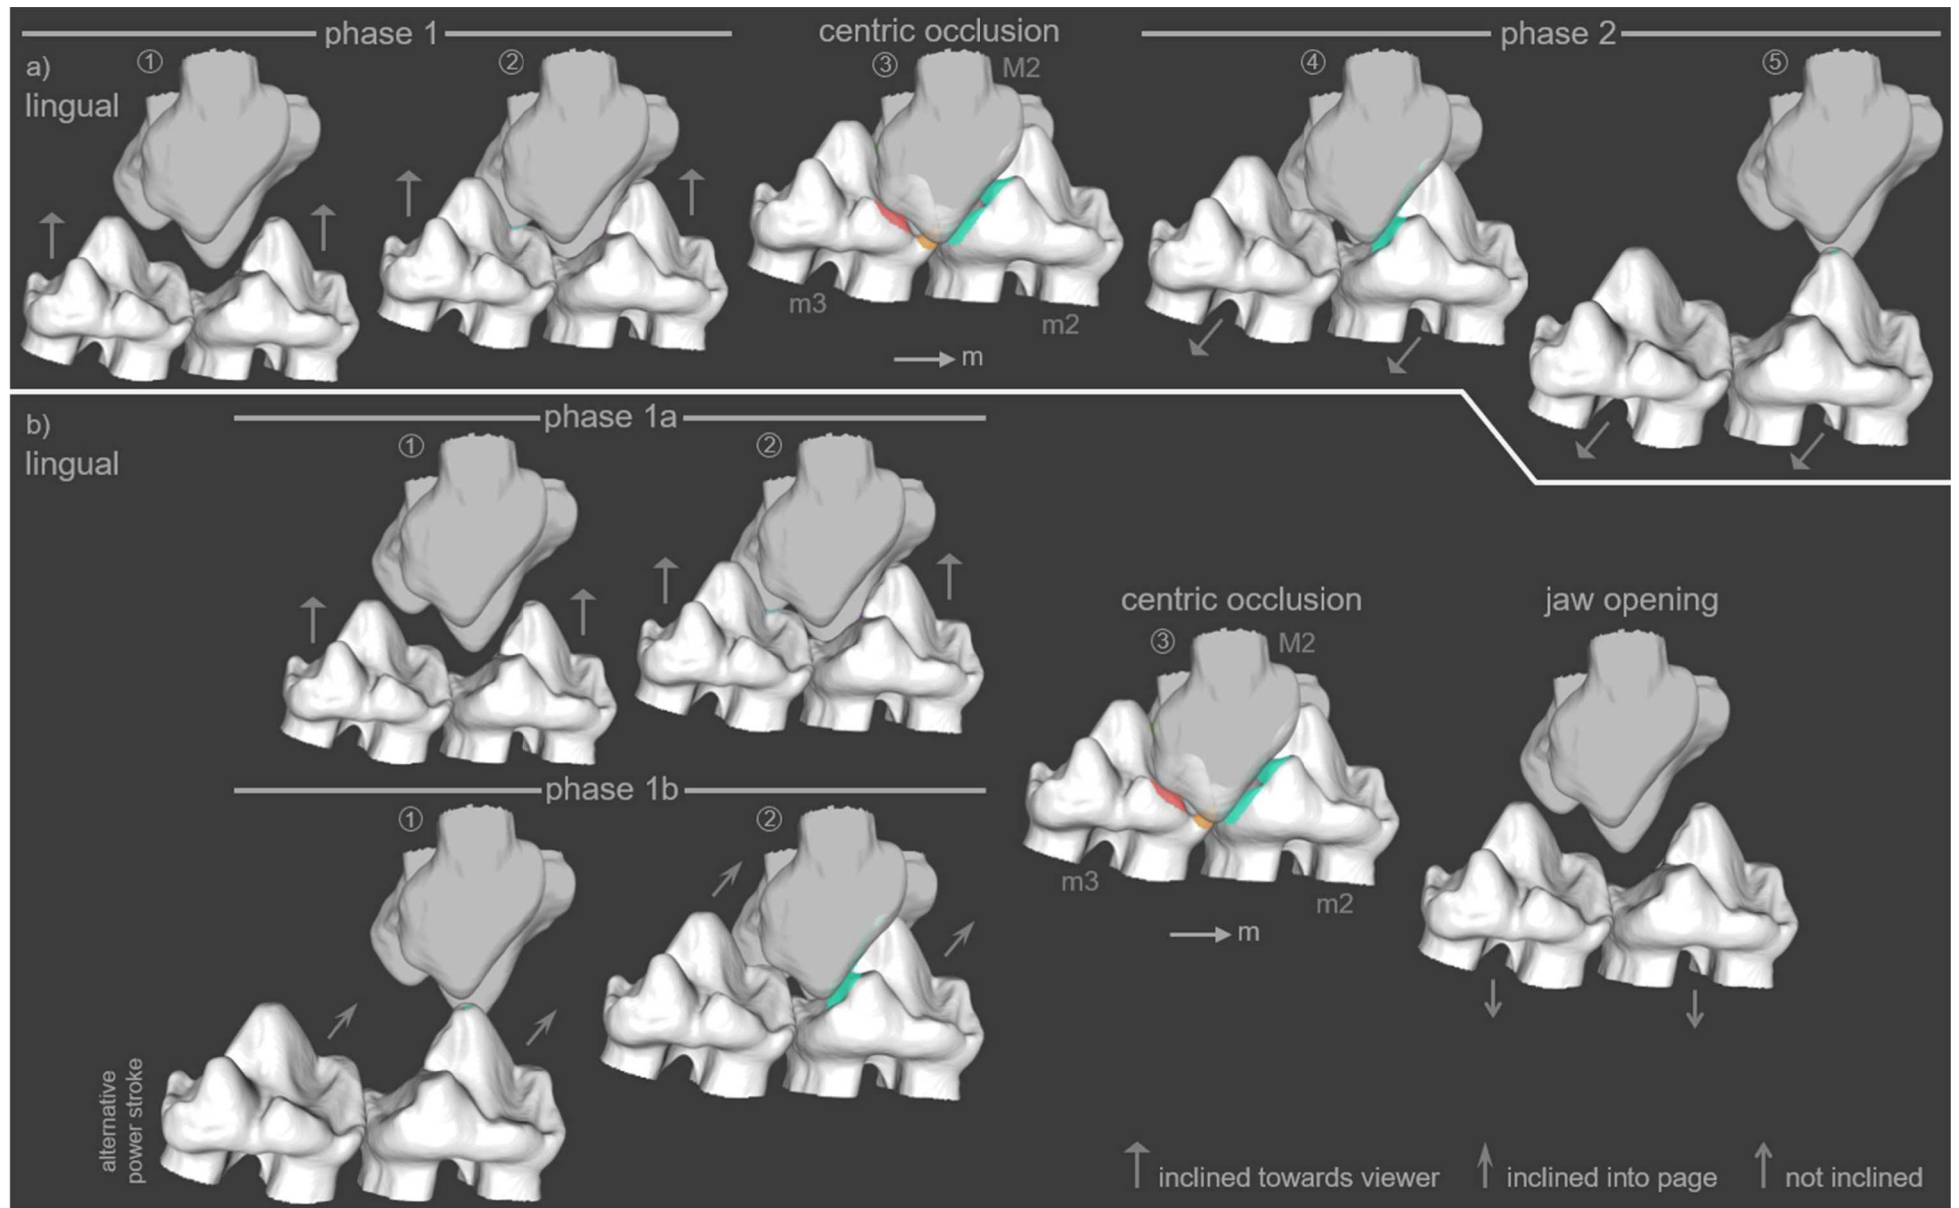 phase 1
centric occlusion
phase 2
a)
① ② ③ M2 ④ ⑤
lingual
m3
m2
m
b)
phase 1a
lingual
① ②
centric occlusion
jaw opening
③ M2
phase 1b
① ②
m3
m2
m
alternative
power stroke
inclined towards viewer
inclined into page
not inclined